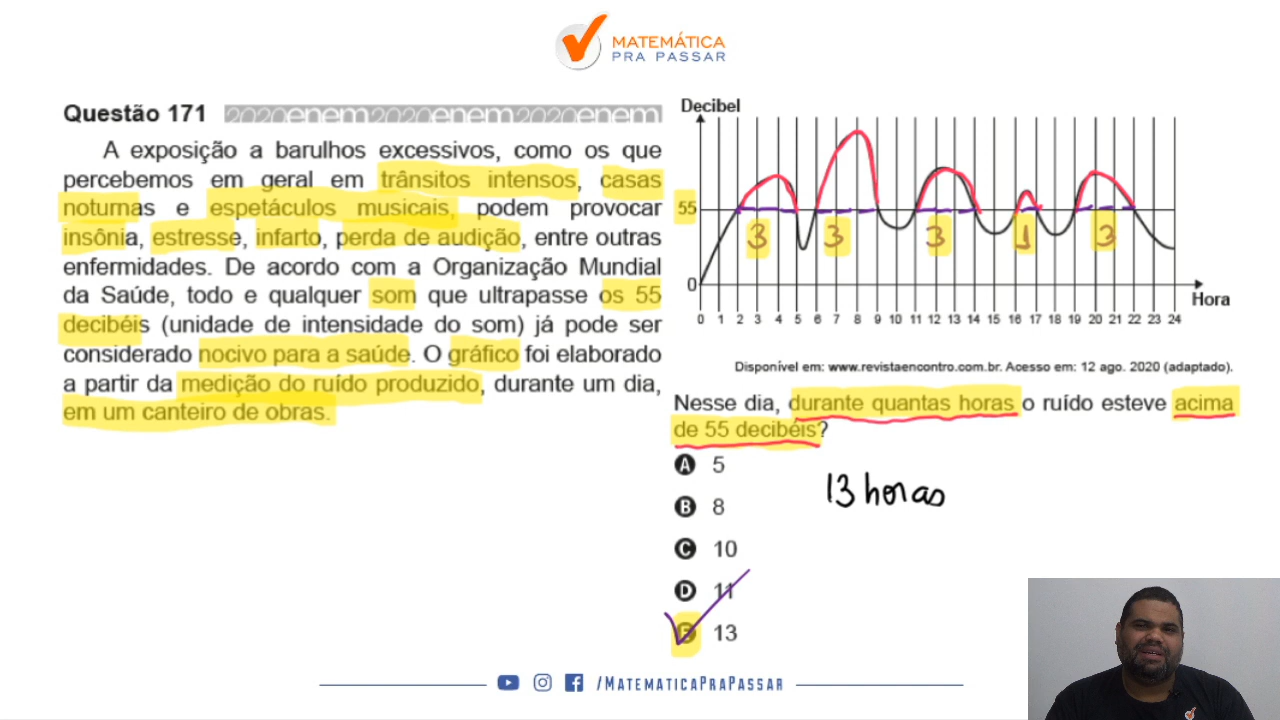 MATEMÁTICA
PRA PASSAR
Questão 171 2020enem2020enem2020enem
A exposição a barulhos excessivos, como os que
percebemos em geral em trânsitos intensos, casas
noturnas e espetáculos musicais, podem provocar
insônia, estresse, infarto, perda de audição, entre outras
enfermidades. De acordo com a Organização Mundial
da Saúde, todo e qualquer som que ultrapasse os 55
decibéis (unidade de intensidade do som) já pode ser
considerado nocivo para a saúde. O gráfico foi elaborado
a partir da medição do ruído produzido, durante um dia,
em um canteiro de obras.
Decibel
55
3 3 3 1 3
0
Hora
0 1 2 3 4 5 6 7 8 9 10 11 12 13 14 15 16 17 18 19 20 21 22 23 24
Disponível em: www.revistaencontro.com.br. Acesso em: 12 ago. 2020 (adaptado).
Nesse dia, durante quantas horas o ruído esteve acima
de 55 decibéis?
A 5
B 8
C 10
D 11
E 13
13 horas
/MATEMATICAPRAPASSAR